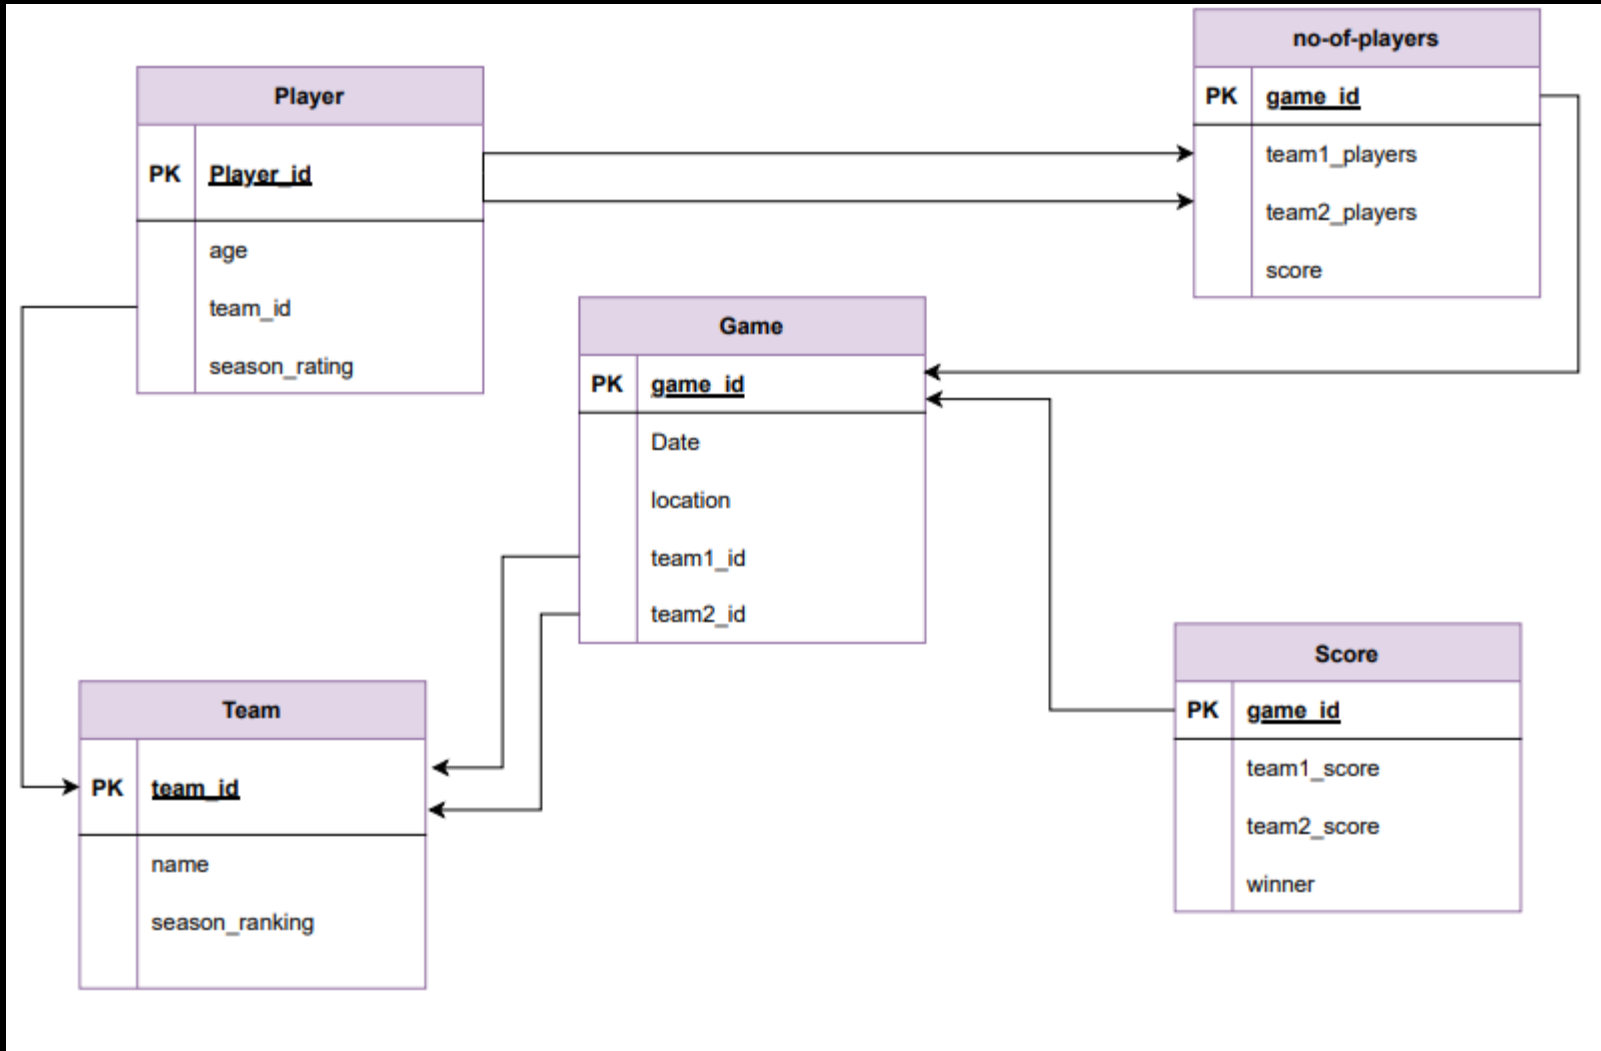 no-of-players
PK game_id
team1_players
team2_players
score
Player
PK Player_id
age
team_id
season_rating
Game
PK game_id
Date
location
team1_id
team2_id
Score
PK game_id
team1_score
team2_score
winner
Team
PK team_id
name
season_ranking